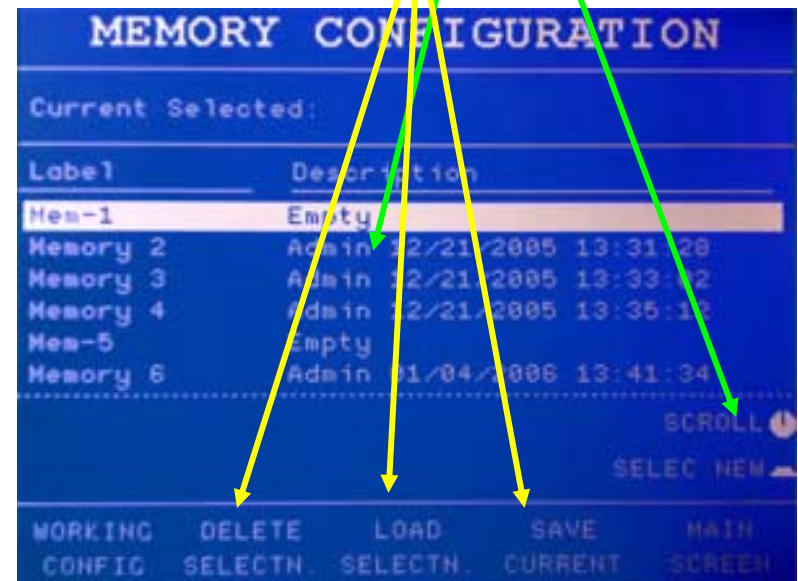 MEMORY CONFIGURATION
Current Selected:
Label Description
Mem-1 Empty
Memory 2 Admin 12/21/2005 13:31:28
Memory 3 Admin 12/21/2005 13:33:02
Memory 4 Admin 12/21/2005 13:35:12
Mem-5 Empty
Memory 6 Admin 01/04/2006 13:41:34
SCROLL
SELEC NEW
WORKING DELETE LOAD SAVE MAIN
CONFIG SELECTN. SELECTN. CURRENT SCREEN